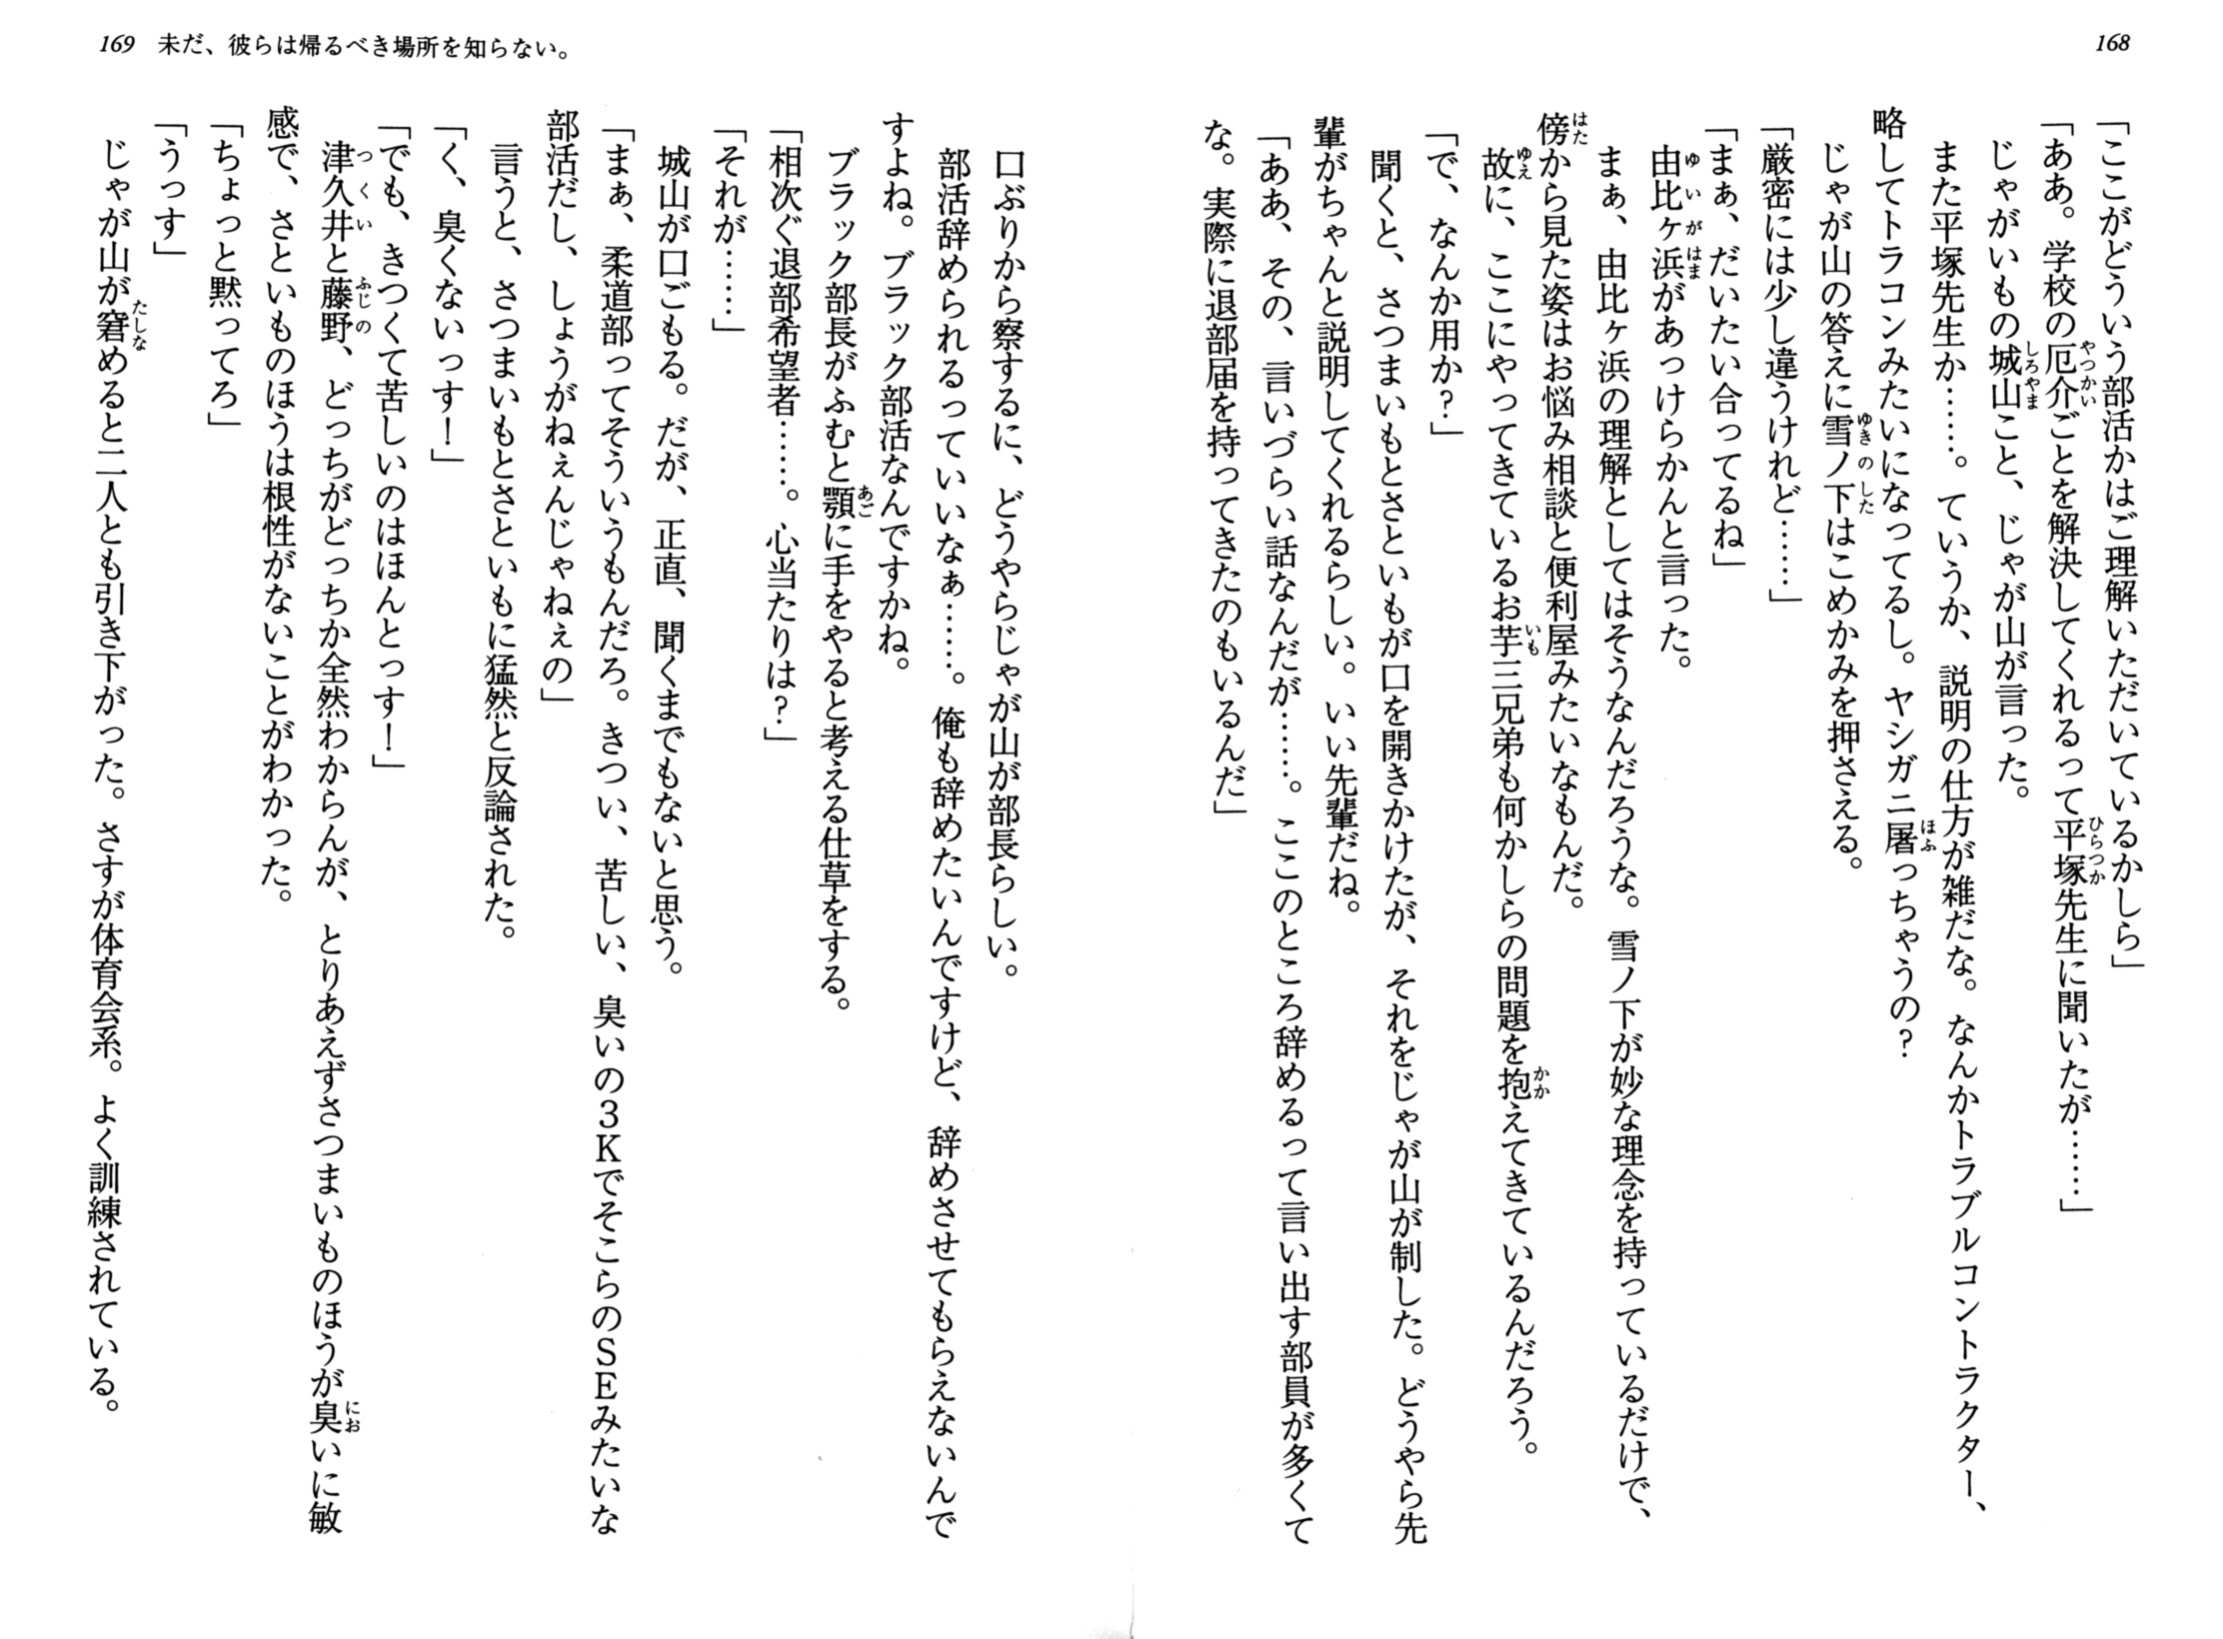 168
「ここがどういう部活かはご理解いただいているかしら」
「ああ。学校の厄介ごとを解決してくれるって平塚先生に聞いたが……」
じゃがいもの城山こと、じゃが山が言った。
また平塚先生か……。ていうか、説明の仕方が雑だな。なんかトラブルコントラクター、
略してトラコンみたいになってるし。ヤシガニ屠っちゃうの？
じゃが山の答えに雪ノ下はこめかみを押さえる。
「厳密には少し違うけれど……」
「まぁ、だいたい合ってるね」
由比ヶ浜があっけらかんと言った。
まぁ、由比ヶ浜の理解としてはそうなんだろうな。雪ノ下が妙な理念を持っているだけで、
傍から見た姿はお悩み相談と便利屋みたいなもんだ。
故に、ここにやってきているお芋三兄弟も何かしらの問題を抱えてきているんだろう。
「で、なんか用か？」
聞くと、さつまいもとさといもが口を開きかけたが、それをじゃが山が制した。どうやら先
輩がちゃんと説明してくれるらしい。いい先輩だね。
「ああ、その、言いづらい話なんだが……。ここのところ辞めるって言い出す部員が多くて
な。実際に退部届を持ってきたのもいるんだ」
169 未だ、彼らは帰るべき場所を知らない。
口ぶりから察するに、どうやらじゃが山が部長らしい。
部活辞められるっていいなぁ……。俺も辞めたいんですけど、辞めさせてもらえないんで
すよね。ブラック部活なんですかね。
ブラック部長がふむと顎に手をやると考える仕草をする。
「相次ぐ退部希望者……。心当たりは？」
「それが……」
城山が口ごもる。だが、正直、聞くまでもないと思う。
「まぁ、柔道部ってそういうもんだろ。きつい、苦しい、臭いの３ＫでそこらのＳＥみたいな
部活だし、しょうがねぇんじゃねぇの」
言うと、さつまいもとさといもに猛然と反論された。
「く、臭くないっす！」
「でも、きつくて苦しいのはほんとっす！」
津久井と藤野、どっちがどっちか全然わからんが、とりあえずさつまいものほうが臭いに敏
感で、さといものほうは根性がないことがわかった。
「ちょっと黙ってろ」
「うっす」
じゃが山が窘めると二人とも引き下がった。さすが体育会系。よく訓練されている。